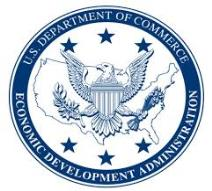 U.S. DEPARTMENT OF COMMERCE
ECONOMIC DEVELOPMENT ADMINISTRATION